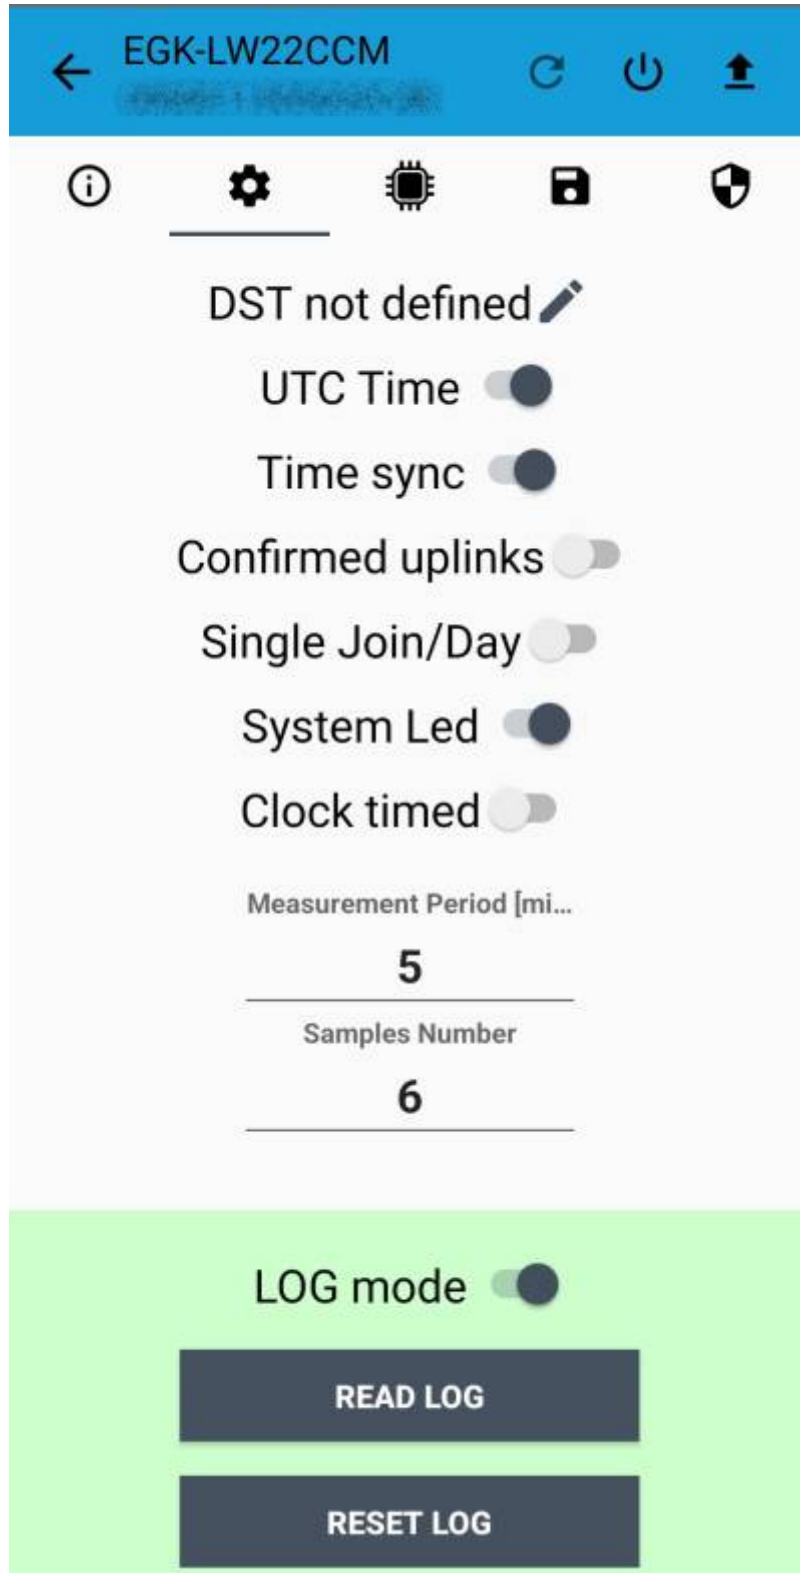 EGK-LW22CCM
DST not defined
UTC Time
Time sync
Confirmed uplinks
Single Join/Day
System Led
Clock timed
Measurement Period [mi...
5
Samples Number
6
LOG mode
READ LOG
RESET LOG